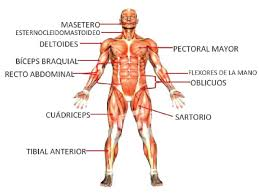 MASETERO
ESTERNOCLEIDOMASTOIDEO
DELTOIDES
PECTORAL MAYOR
BÍCEPS BRAQUIAL
RECTO ABDOMINAL
FLEXORES DE LA MANO
OBLICUOS
CUÁDRICEPS
SARTORIO
TIBIAL ANTERIOR